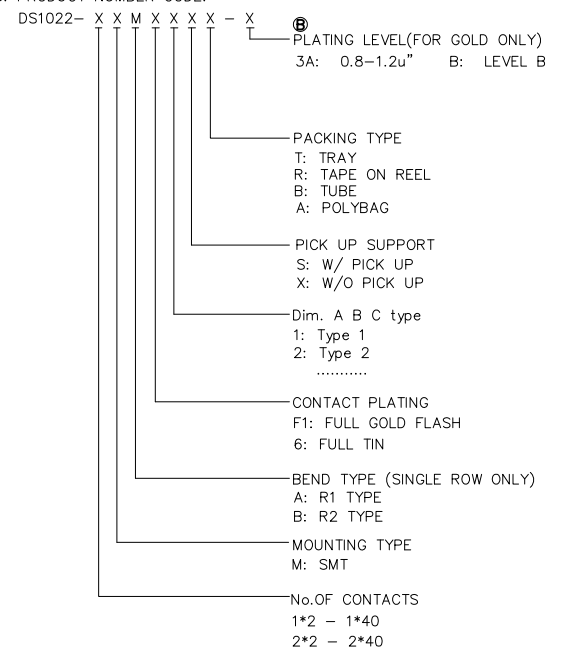 DS1022- X X M X X X X - X
Ⓑ
PLATING LEVEL(FOR GOLD ONLY)
3A: 0.8-1.2u" B: LEVEL B
PACKING TYPE
T: TRAY
R: TAPE ON REEL
B: TUBE
A: POLYBAG
PICK UP SUPPORT
S: W/ PICK UP
X: W/O PICK UP
Dim. A B C type
1: Type 1
2: Type 2
...........
CONTACT PLATING
F1: FULL GOLD FLASH
6: FULL TIN
BEND TYPE (SINGLE ROW ONLY)
A: R1 TYPE
B: R2 TYPE
MOUNTING TYPE
M: SMT
No.OF CONTACTS
1*2 - 1*40
2*2 - 2*40